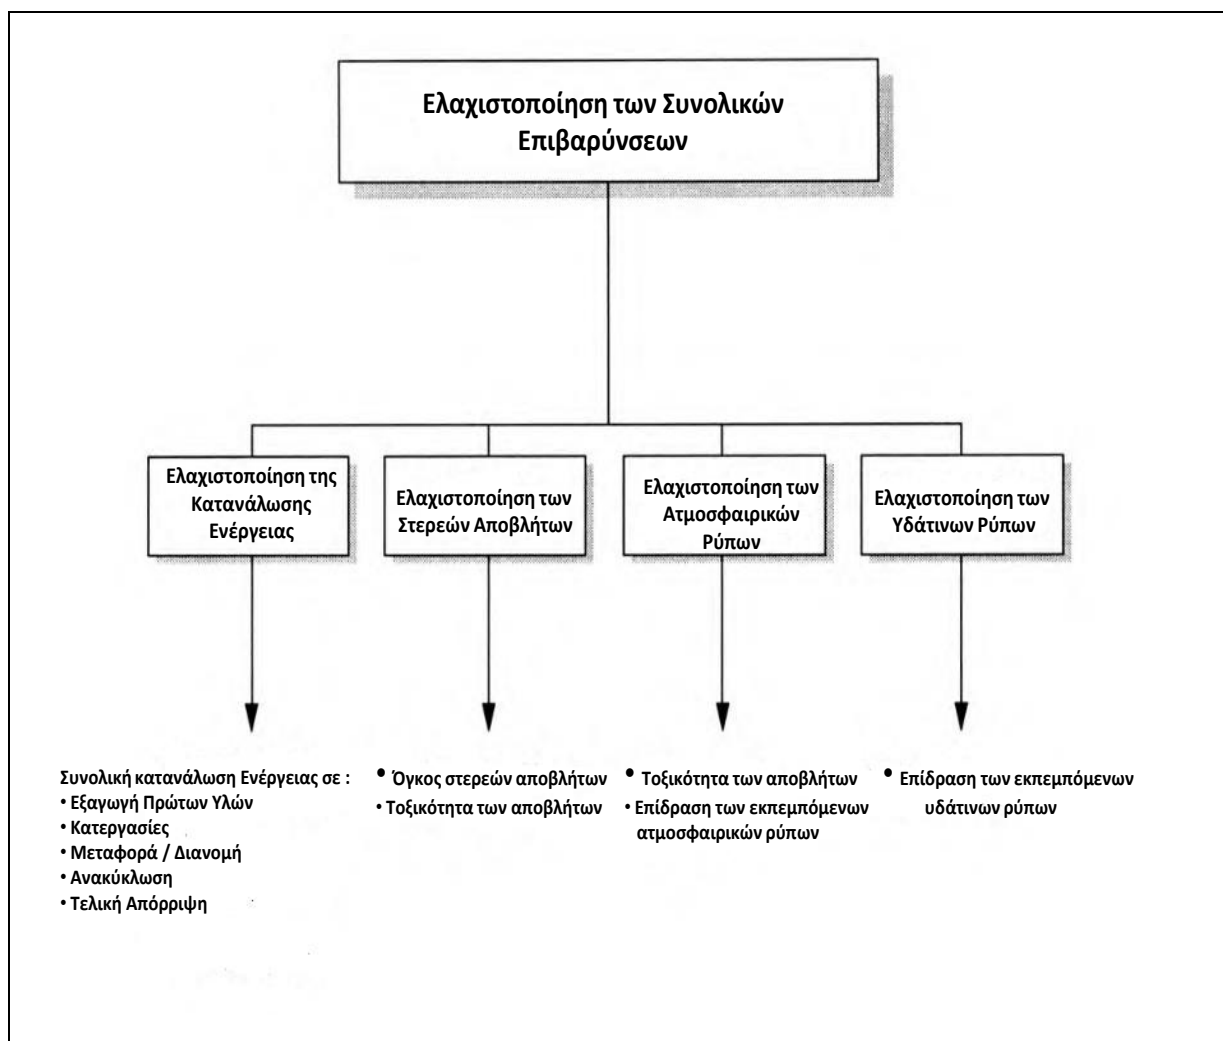 Ελαχιστοποίηση των Συνολικών
Επιβαρύνσεων
Ελαχιστοποίηση της
Κατανάλωσης
Ενέργειας
Ελαχιστοποίηση των
Στερεών Αποβλήτων
Ελαχιστοποίηση των
Ατμοσφαιρικών
Ρύπων
Ελαχιστοποίηση των
Υδάτινων Ρύπων
Συνολική κατανάλωση Ενέργειας σε :
• Εξαγωγή Πρώτων Υλών
• Κατεργασίες
• Μεταφορά / Διανομή
• Ανακύκλωση
• Τελική Απόρριψη
• Όγκος στερεών αποβλήτων
• Τοξικότητα των αποβλήτων
• Τοξικότητα των αποβλήτων
• Επίδραση των εκπεμπόμενων
ατμοσφαιρικών ρύπων
• Επίδραση των εκπεμπόμενων
υδάτινων ρύπων